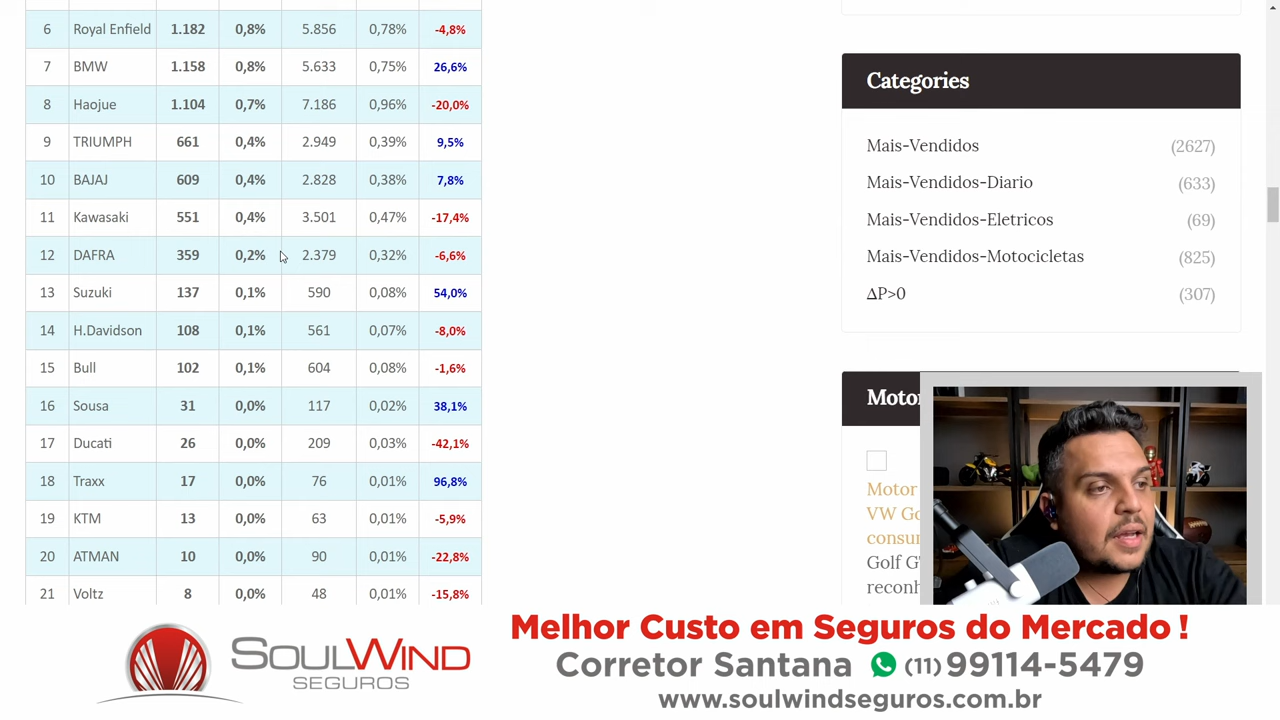 6 Royal Enfield 1.182 0,8% 5.856 0,78% -4,8%
7 BMW 1.158 0,8% 5.633 0,75% 26,6%
8 Haojue 1.104 0,7% 7.186 0,96% -20,0%
9 TRIUMPH 661 0,4% 2.949 0,39% 9,5%
10 BAJAJ 609 0,4% 2.828 0,38% 7,8%
11 Kawasaki 551 0,4% 3.501 0,47% -17,4%
12 DAFRA 359 0,2% 2.379 0,32% -6,6%
13 Suzuki 137 0,1% 590 0,08% 54,0%
14 H.Davidson 108 0,1% 561 0,07% -8,0%
15 Bull 102 0,1% 604 0,08% -1,6%
16 Sousa 31 0,0% 117 0,02% 38,1%
17 Ducati 26 0,0% 209 0,03% -42,1%
18 Traxx 17 0,0% 76 0,01% 96,8%
19 KTM 13 0,0% 63 0,01% -5,9%
20 ATMAN 10 0,0% 90 0,01% -22,8%
21 Voltz 8 0,0% 48 0,01% -15,8%
Categories
Mais-Vendidos (2627)
Mais-Vendidos-Diario (633)
Mais-Vendidos-Eletricos (69)
Mais-Vendidos-Motocicletas (825)
ΔP>0 (307)
Motor
VW
Golf
SOULWIND
SEGUROS
Melhor Custo em Seguros do Mercado !
Corretor Santana (11) 99114-5479
www.soulwindseguros.com.br